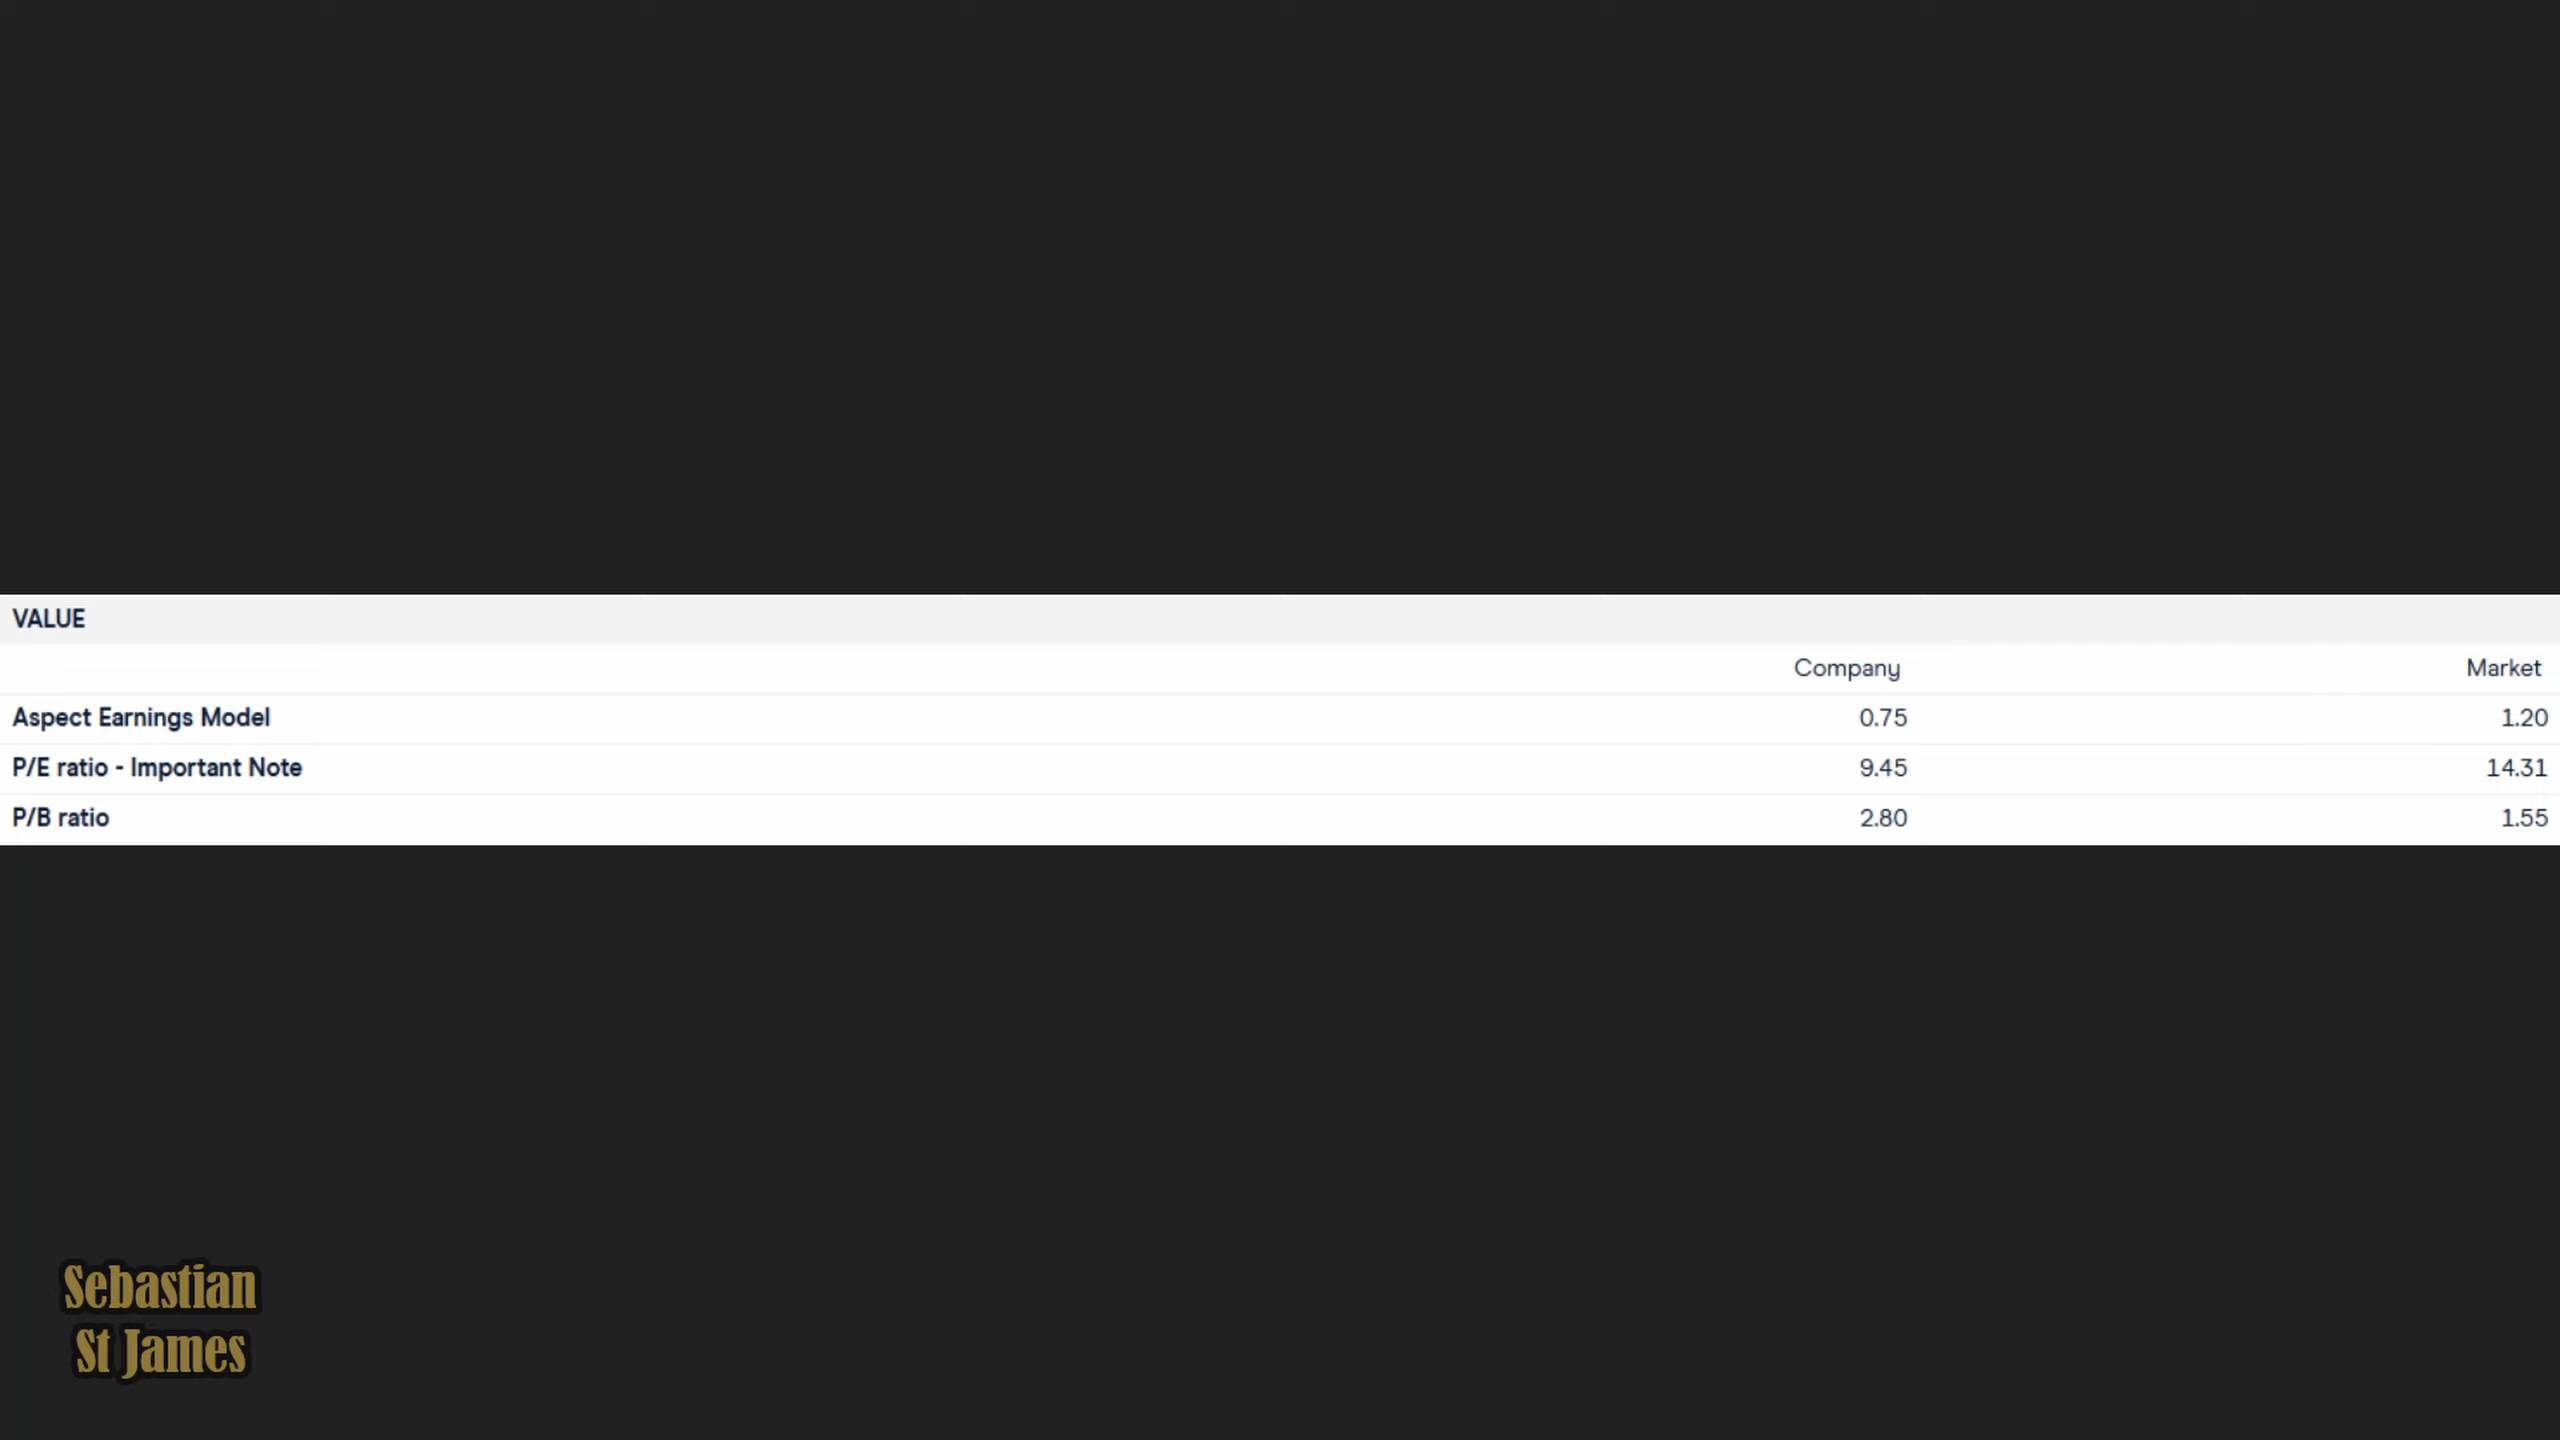 VALUE
Company Market
Aspect Earnings Model 0.75 1.20
P/E ratio - Important Note 9.45 14.31
P/B ratio 2.80 1.55
Sebastian
St James